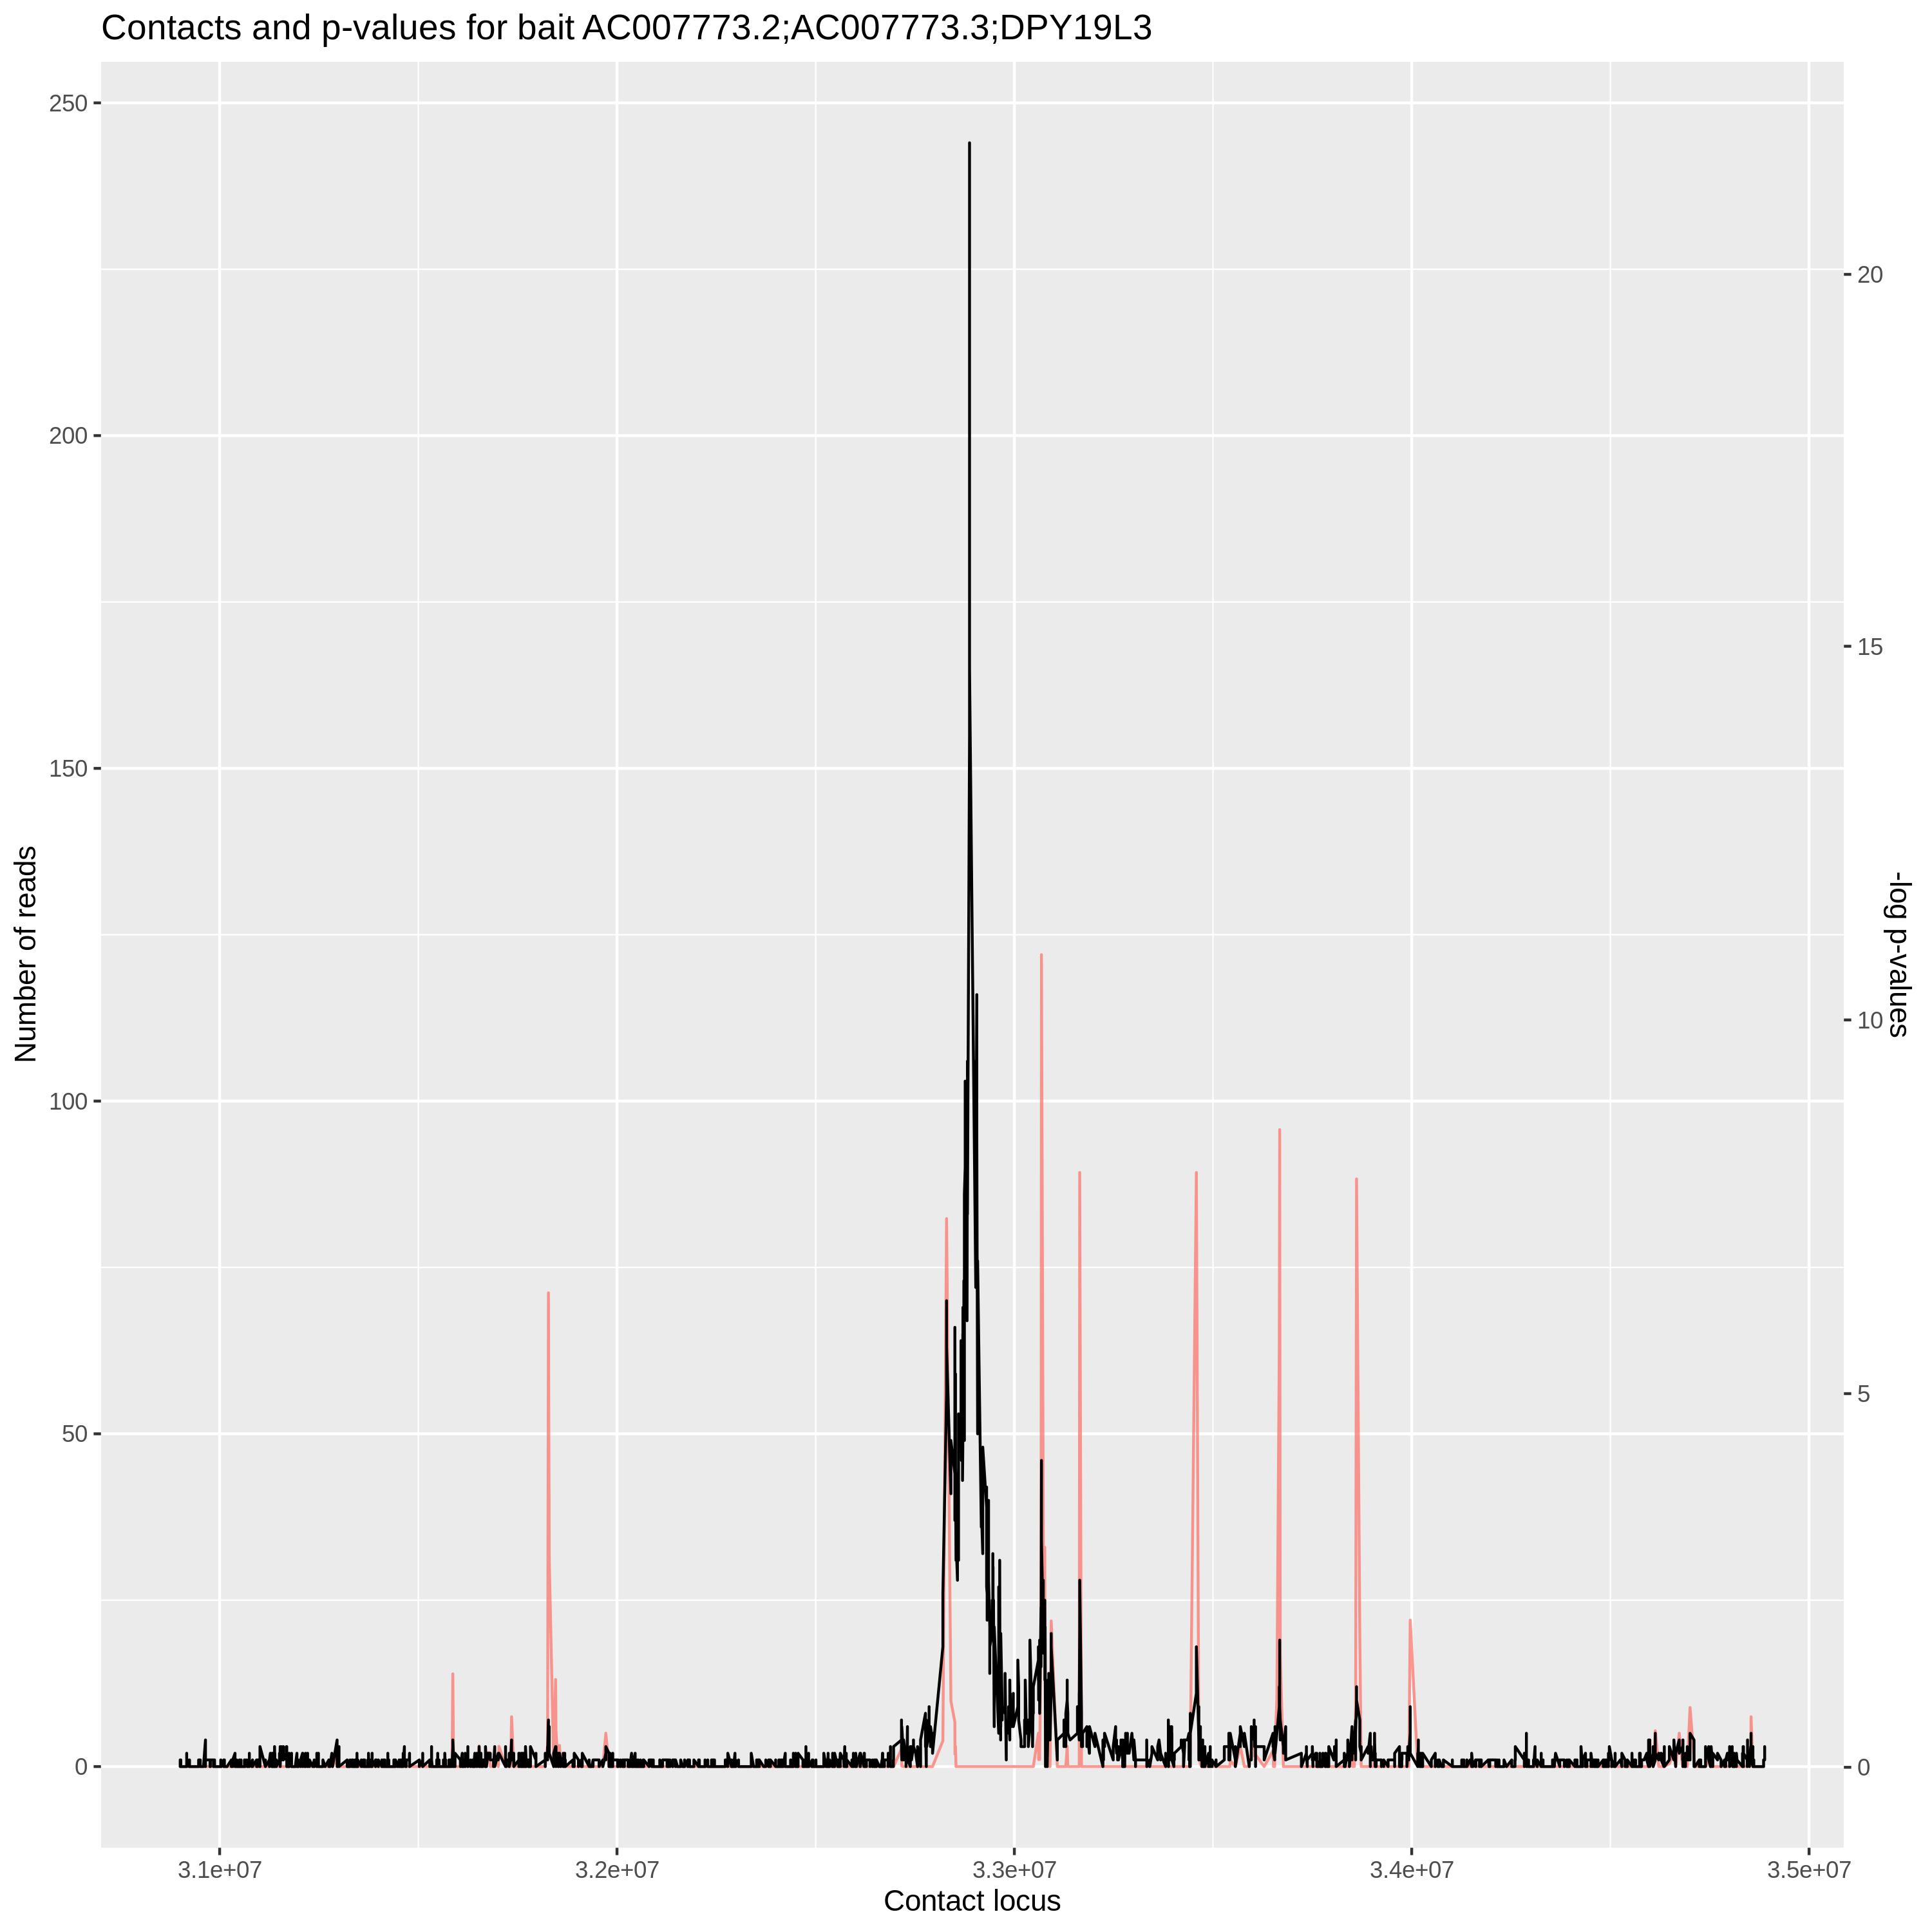 Contacts and p-values for bait AC007773.2;AC007773.3;DPY19L3
250
200
150
100
50
0
Number of reads
20
15
10
5
0
-log p-values
3.1e+07
3.2e+07
3.3e+07
3.4e+07
3.5e+07
Contact locus